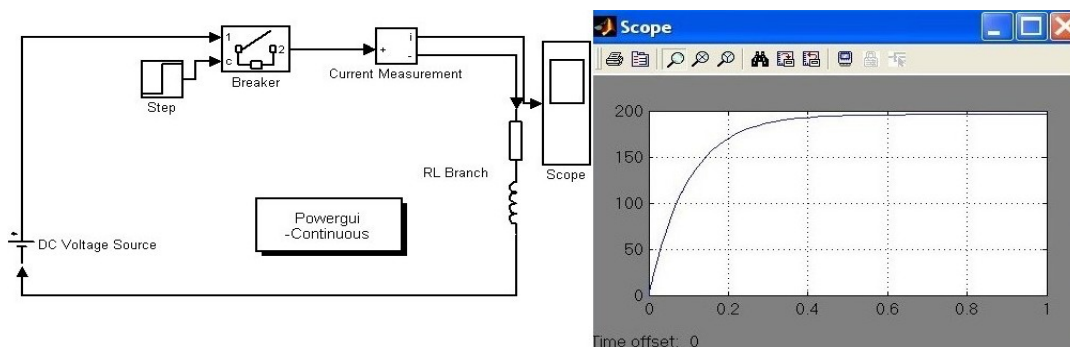 1
c
2
Breaker
Step
+
i
-
Current Measurement
Scope
RL Branch
Powergui
-Continuous
DC Voltage Source
Scope
200
150
100
50
0
0
0.2
0.4
0.6
0.8
1
Time offset: 0